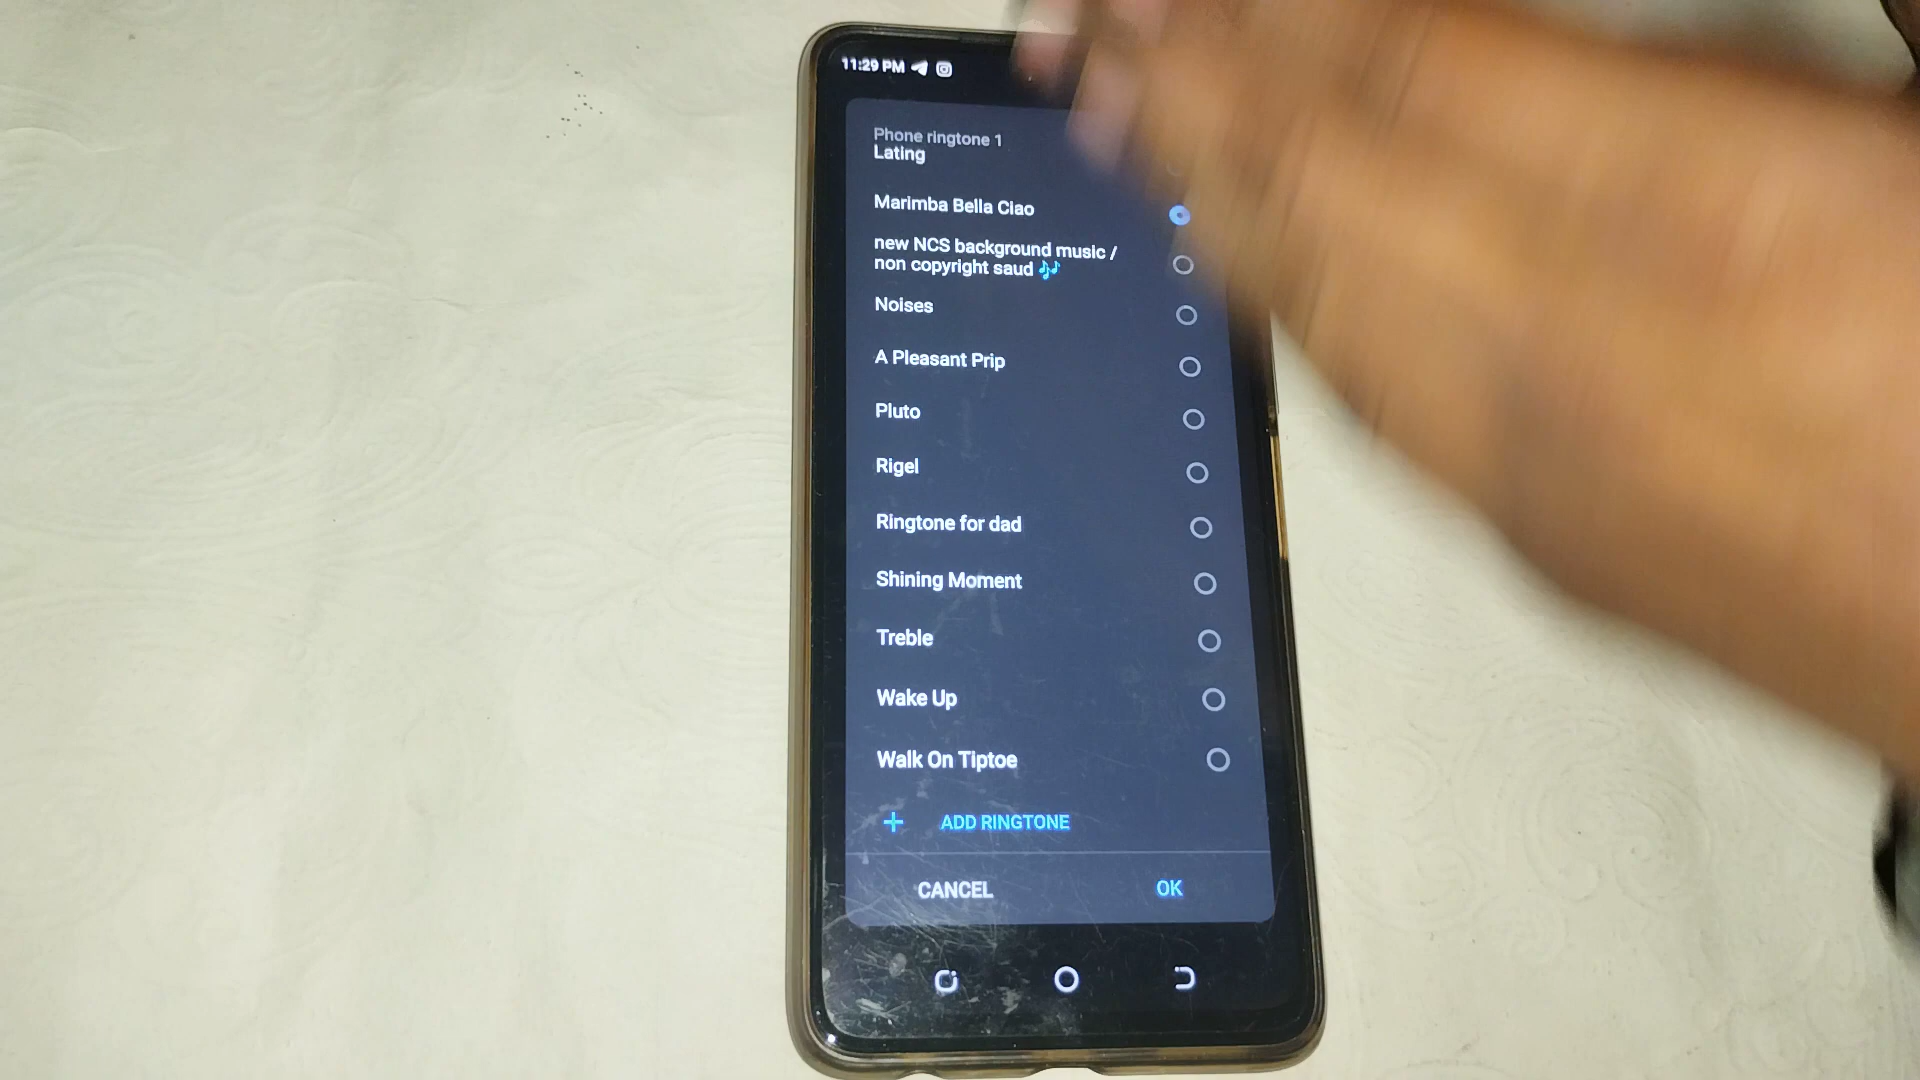 11:29 PM
Phone ringtone 1
Lating
Marimba Bella Ciao
new NCS background music /
non copyright saud 🎶
Noises
A Pleasant Prip
Pluto
Rigel
Ringtone for dad
Shining Moment
Treble
Wake Up
Walk On Tiptoe
+ ADD RINGTONE
CANCEL OK